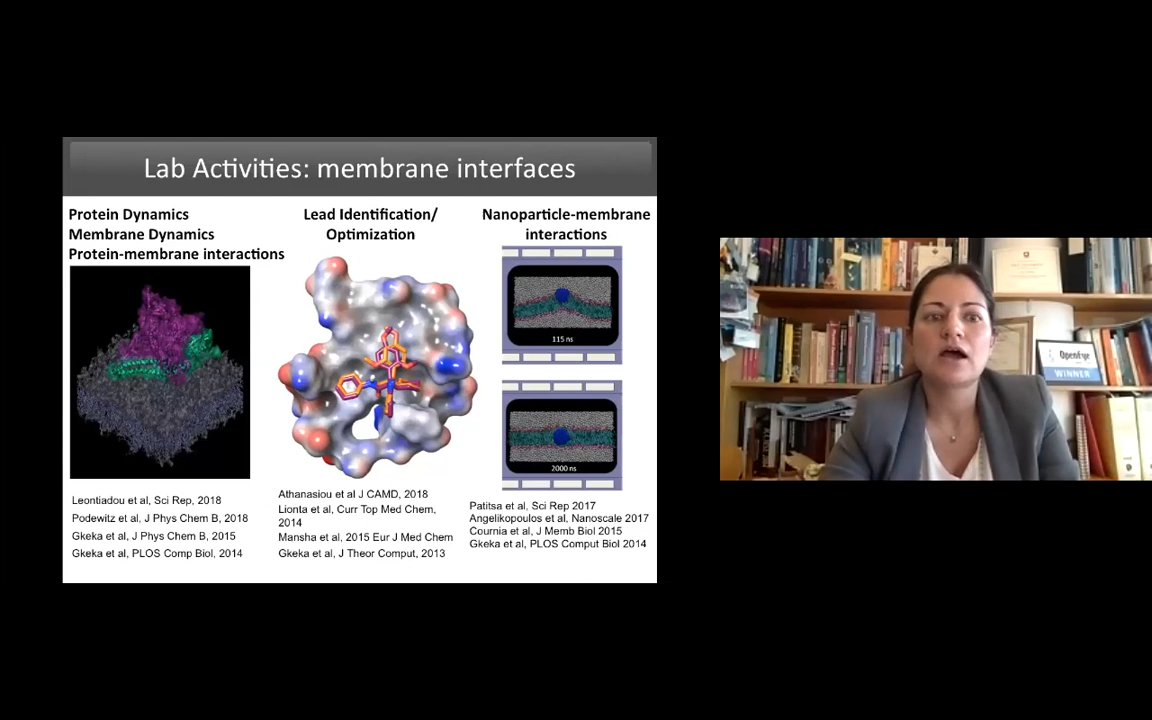 Lab Activities: membrane interfaces
Protein Dynamics
Membrane Dynamics
Protein-membrane interactions
Lead Identification/
Optimization
Nanoparticle-membrane
interactions
115 ns
2000 ns
Leontiadou et al, Sci Rep, 2018
Podewitz et al, J Phys Chem B, 2018
Gkeka et al, J Phys Chem B, 2015
Gkeka et al, PLOS Comp Biol, 2014
Athanasiou et al J CAMD, 2018
Lionta et al, Curr Top Med Chem,
2014
Mansha et al, 2015 Eur J Med Chem
Gkeka et al, J Theor Comput, 2013
Patitsa et al, Sci Rep 2017
Angelikopoulos et al, Nanoscale 2017
Cournia et al, J Memb Biol 2015
Gkeka et al, PLOS Comput Biol 2014
OpenEye
WINNER